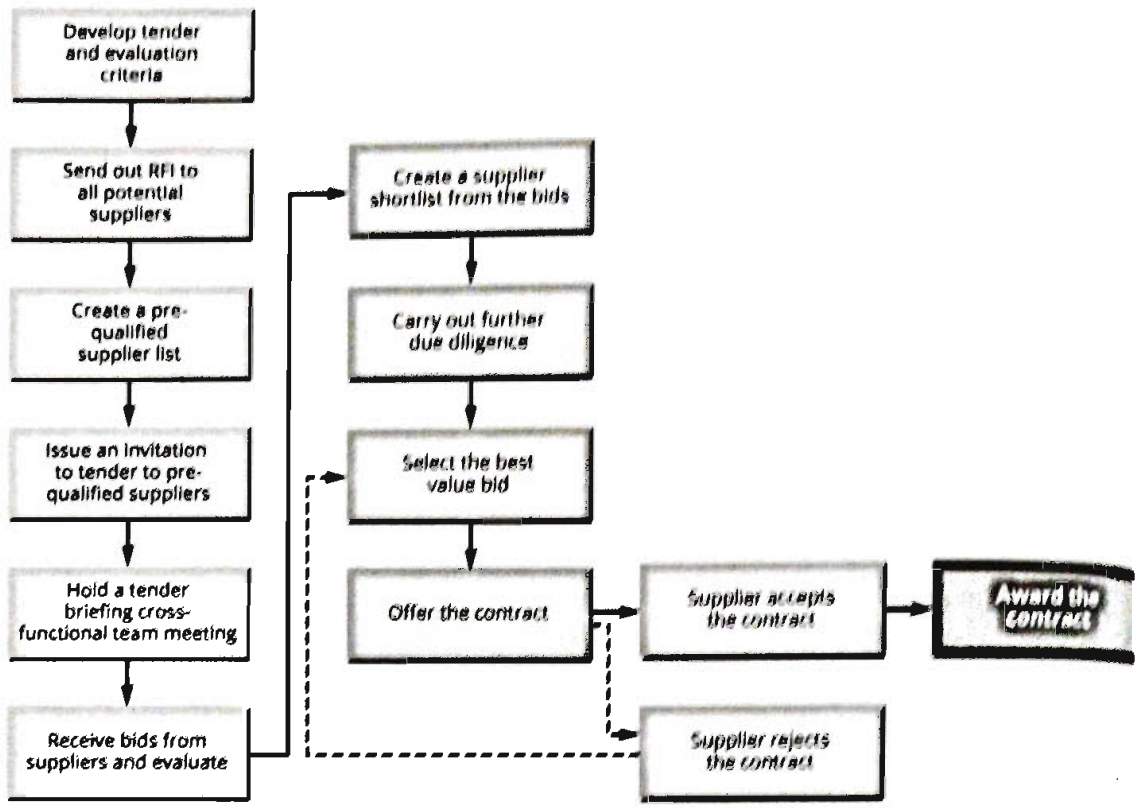 Develop tender
and evaluation
criteria
Send out RFI to
all potential
suppliers
Create a pre-
qualified
supplier list
Issue an invitation
to tender to pre-
qualified suppliers
Hold a tender
briefing cross-
functional team meeting
Receive bids from
suppliers and evaluate
Create a supplier
shortlist from the bids
Carry out further
due diligence
Select the best
value bid
Offer the contract
Supplier accepts
the contract
Supplier rejects
the contract
Award the
contract